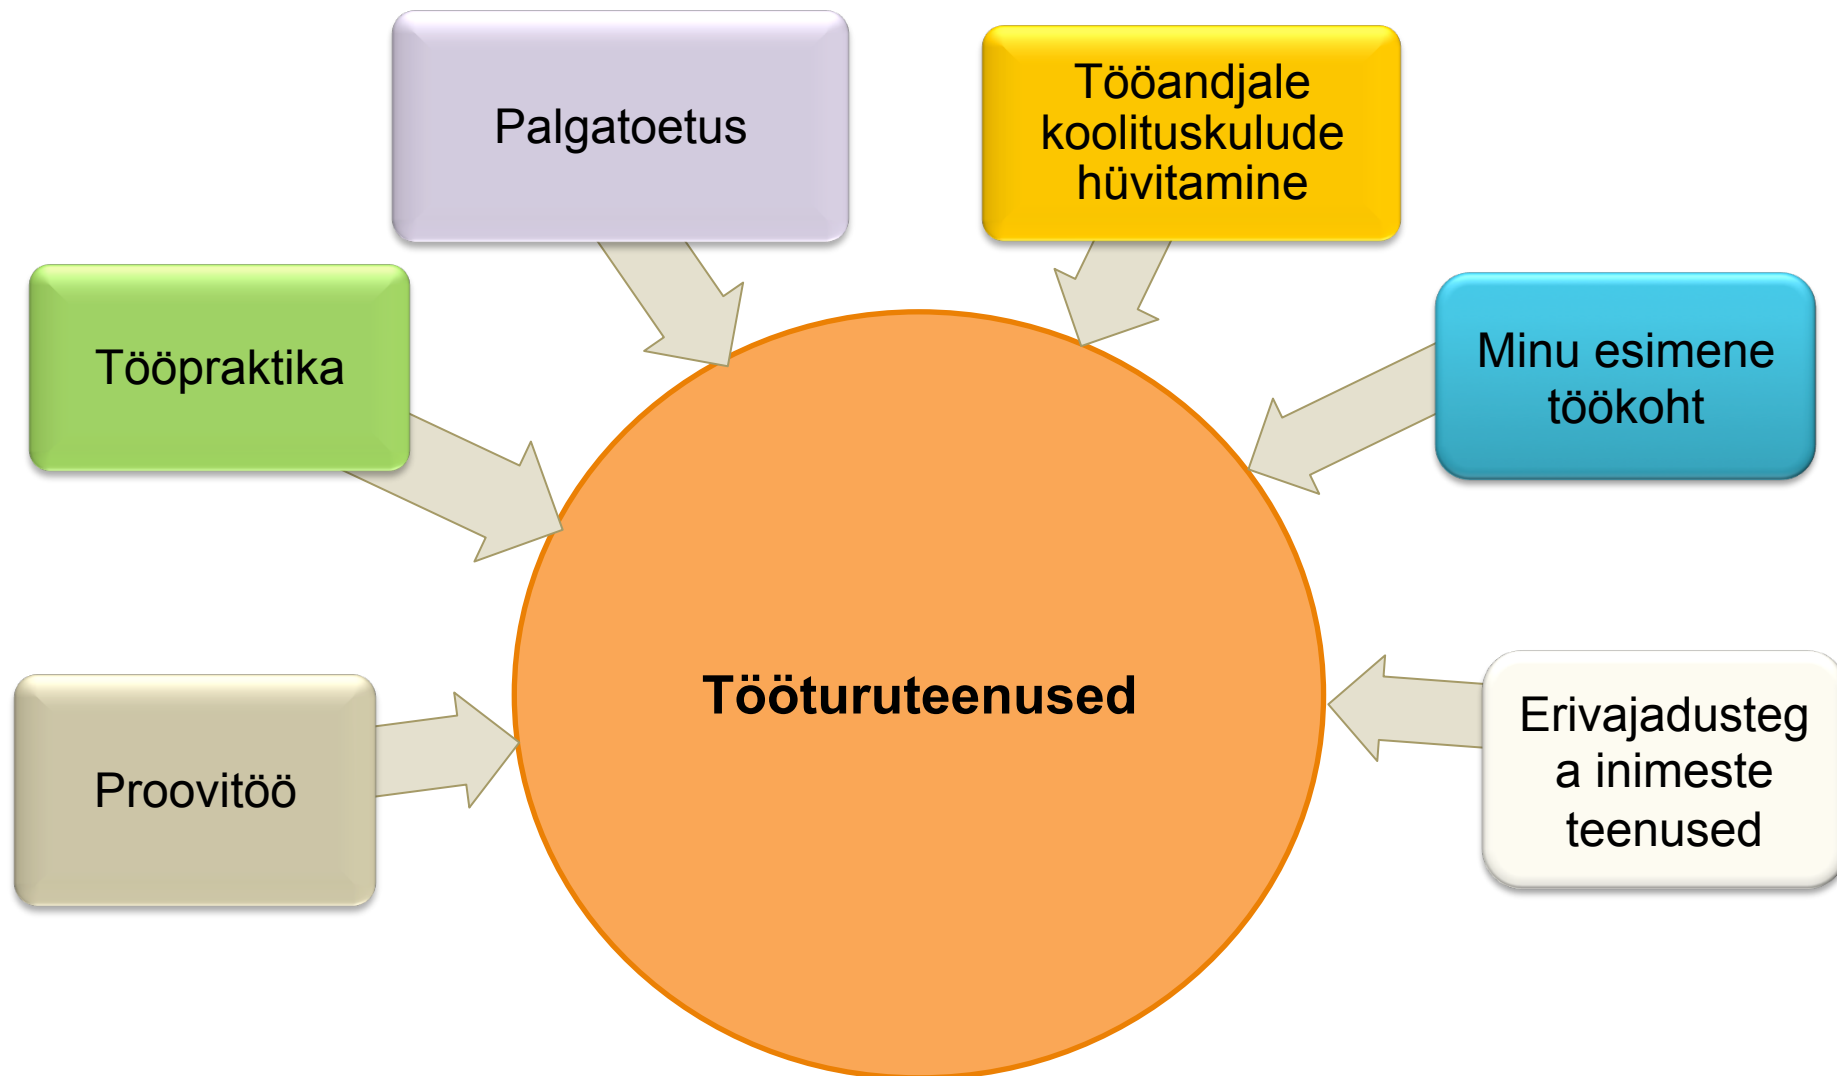 Palgatoetus
Tööandjale
koolituskulude
hüvitamine
Tööpraktika
Minu esimene
töökoht
Tööturuteenused
Proovitöö
Erivajadusteg
a inimeste
teenused